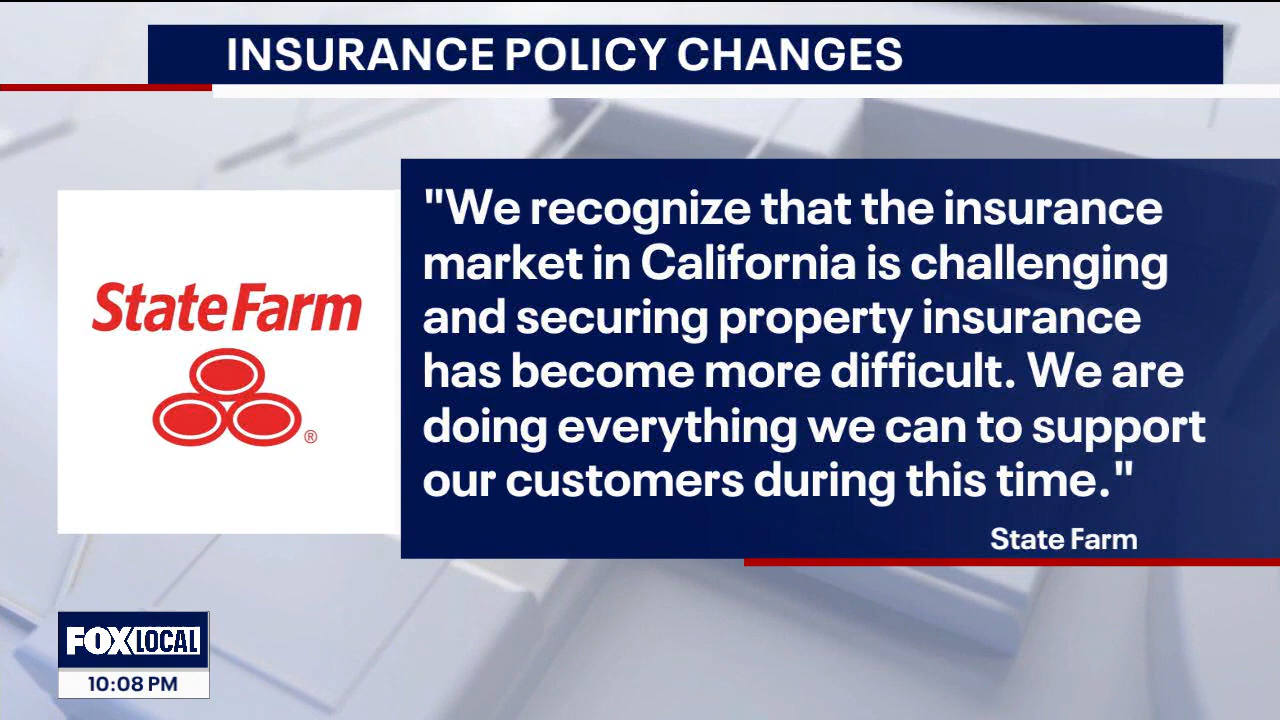 INSURANCE POLICY CHANGES
StateFarm
®
"We recognize that the insurance
market in California is challenging
and securing property insurance
has become more difficult. We are
doing everything we can to support
our customers during this time."
State Farm
FOX LOCAL
10:08 PM